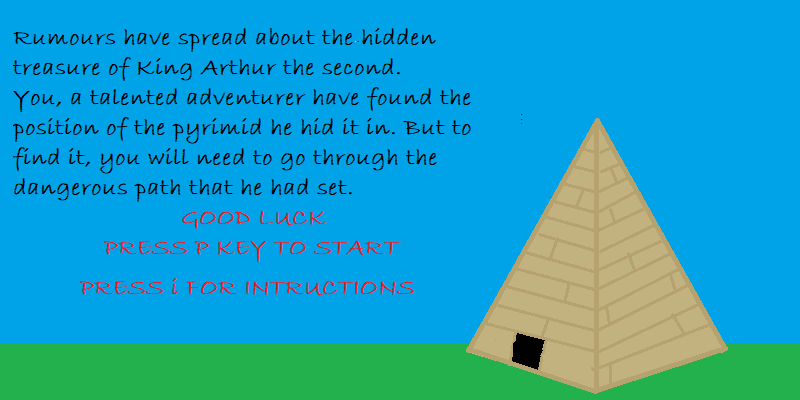 Rumours have spread about the hidden
treasure of King Arthur the second.
You, a talented adventurer have found the
position of the pyrimid he hid it in. But to
find it, you will need to go through the
dangerous path that he had set.
GOOD LUCK
PRESS P KEY TO START
PRESS i FOR INTRUCTIONS